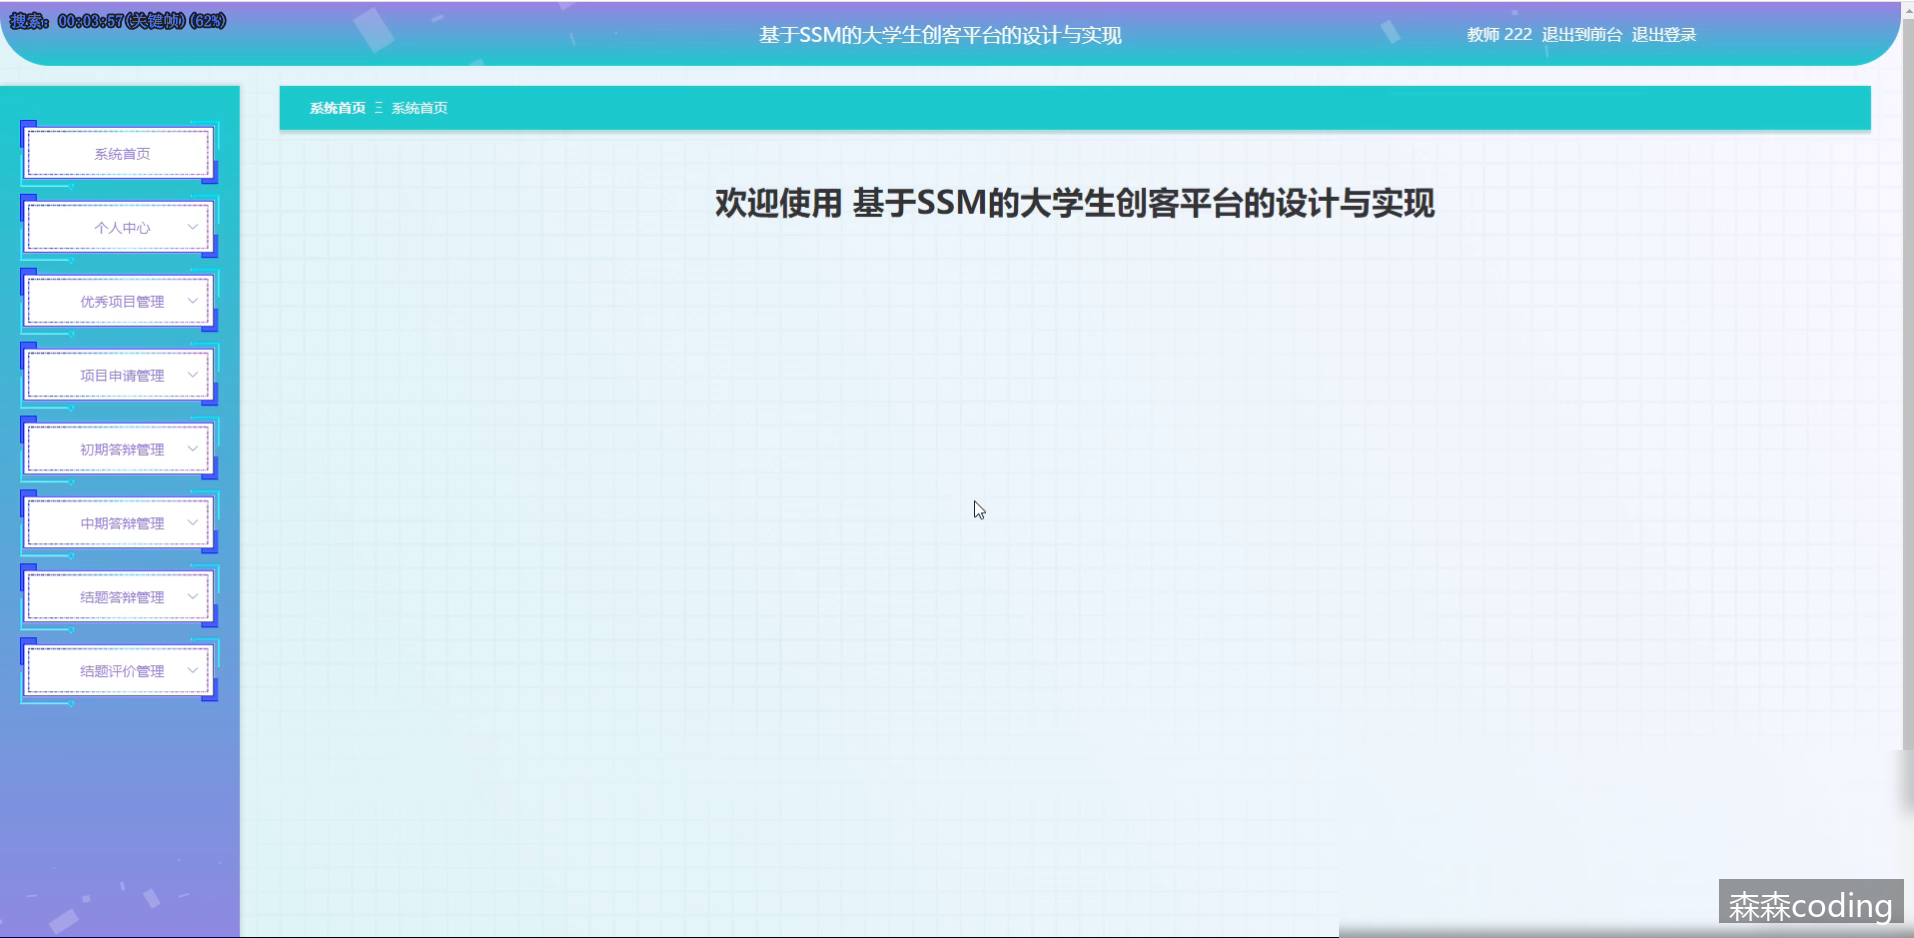 搜索: 00:03:57(关键帧)(62%)
基于SSM的大学生创客平台的设计与实现
教师 222 退出到前台 退出登录
系统首页 Ξ 系统首页
系统首页
个人中心
优秀项目管理
项目申请管理
初期答辩管理
中期答辩管理
结题答辩管理
结题评价管理
欢迎使用 基于SSM的大学生创客平台的设计与实现
森森coding